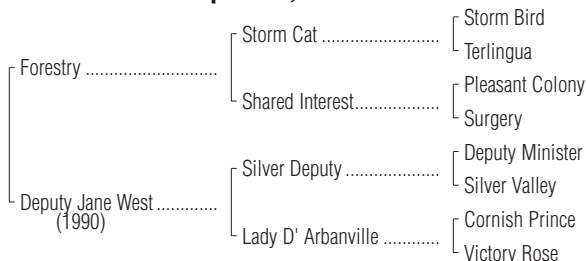 Storm Bird
Storm Cat ......................
Terlingua
Forestry .........................
Pleasant Colony
Shared Interest................
Surgery
Deputy Minister
Silver Deputy ..................
Silver Valley
Deputy Jane West ............
(1990)
Cornish Prince
Lady D' Arbanville ...........
Victory Rose